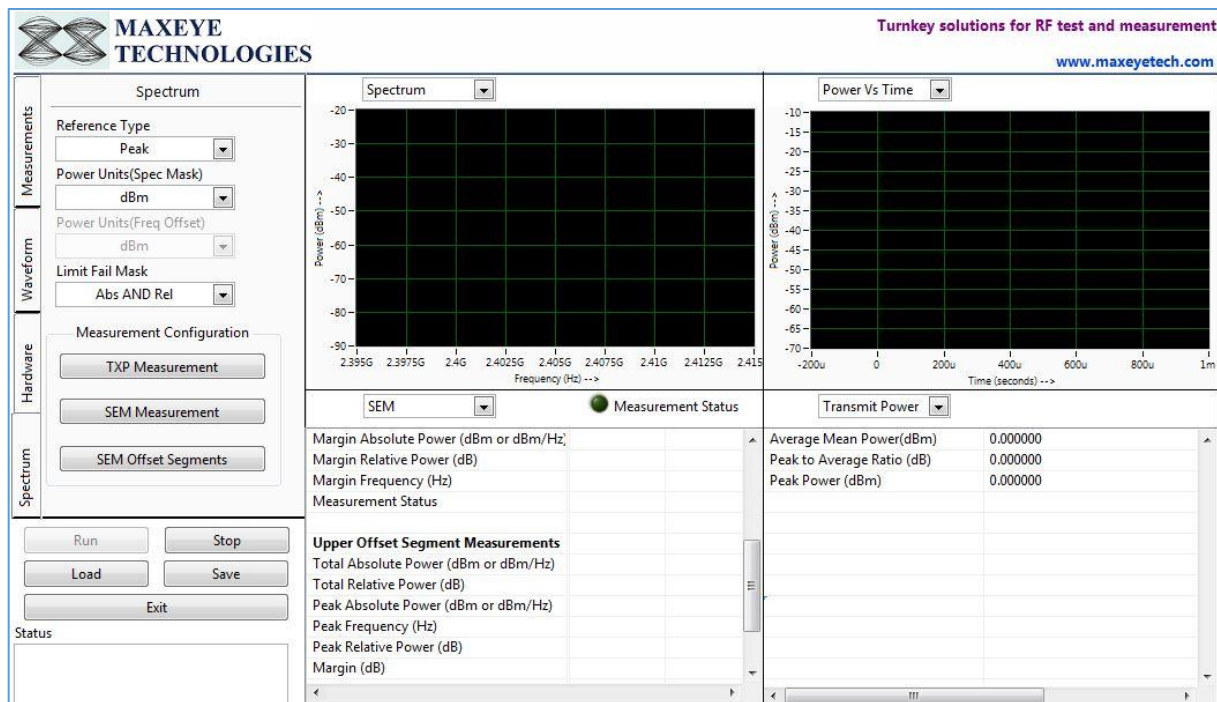 MAXEYE
TECHNOLOGIES
Turnkey solutions for RF test and measurement
www.maxeyetech.com
Measurements
Waveform
Hardware
Spectrum
Spectrum
Reference Type
Peak
Power Units(Spec Mask)
dBm
Power Units(Freq Offset)
dBm
Limit Fail Mask
Abs AND Rel
Measurement Configuration
TXP Measurement
SEM Measurement
SEM Offset Segments
Run Stop
Load Save
Exit
Status
Spectrum
Power (dBm) -->
-20
-30
-40
-50
-60
-70
-80
-90
2.395G 2.3975G 2.4G 2.4025G 2.405G 2.4075G 2.41G 2.4125G 2.415
Frequency (Hz) -->
Power Vs Time
Power (dBm) -->
-10
-15
-20
-25
-30
-35
-40
-45
-50
-55
-60
-65
-70
-200u 0 200u 400u 600u 800u 1m
Time (seconds) -->
SEM
Measurement Status
Margin Absolute Power (dBm or dBm/Hz)
Margin Relative Power (dB)
Margin Frequency (Hz)
Measurement Status
Upper Offset Segment Measurements
Total Absolute Power (dBm or dBm/Hz)
Total Relative Power (dB)
Peak Absolute Power (dBm or dBm/Hz)
Peak Frequency (Hz)
Peak Relative Power (dB)
Margin (dB)
Transmit Power
Average Mean Power(dBm) 0.000000
Peak to Average Ratio (dB) 0.000000
Peak Power (dBm) 0.000000